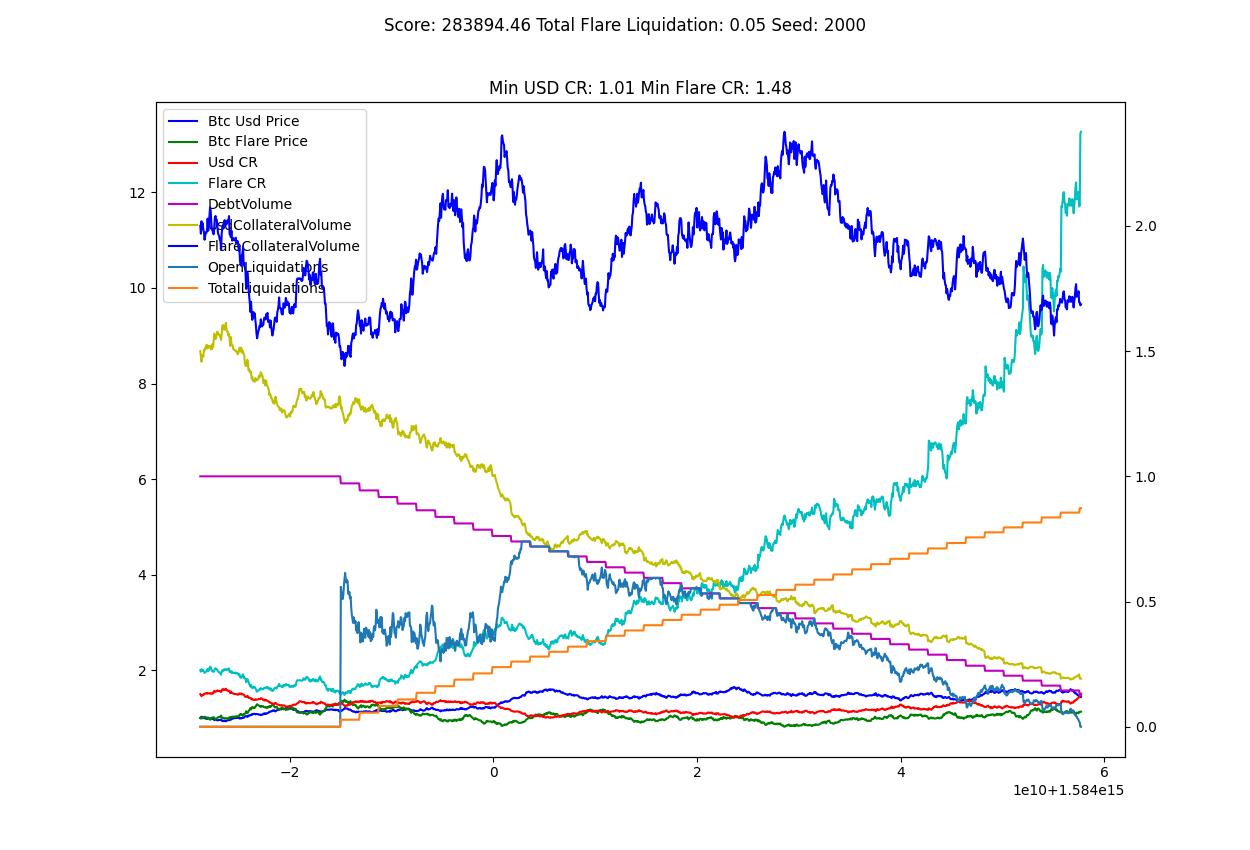 Score: 283894.46 Total Flare Liquidation: 0.05 Seed: 2000
Min USD CR: 1.01 Min Flare CR: 1.48
Btc Usd Price
Btc Flare Price
Usd CR
Flare CR
DebtVolume
UsdCollateralVolume
FlareCollateralVolume
OpenLiquidations
TotalLiquidations
12
10
8
6
4
2
2.0
1.5
1.0
0.5
0.0
−2
0
2
4
6
1e10+1.584e15